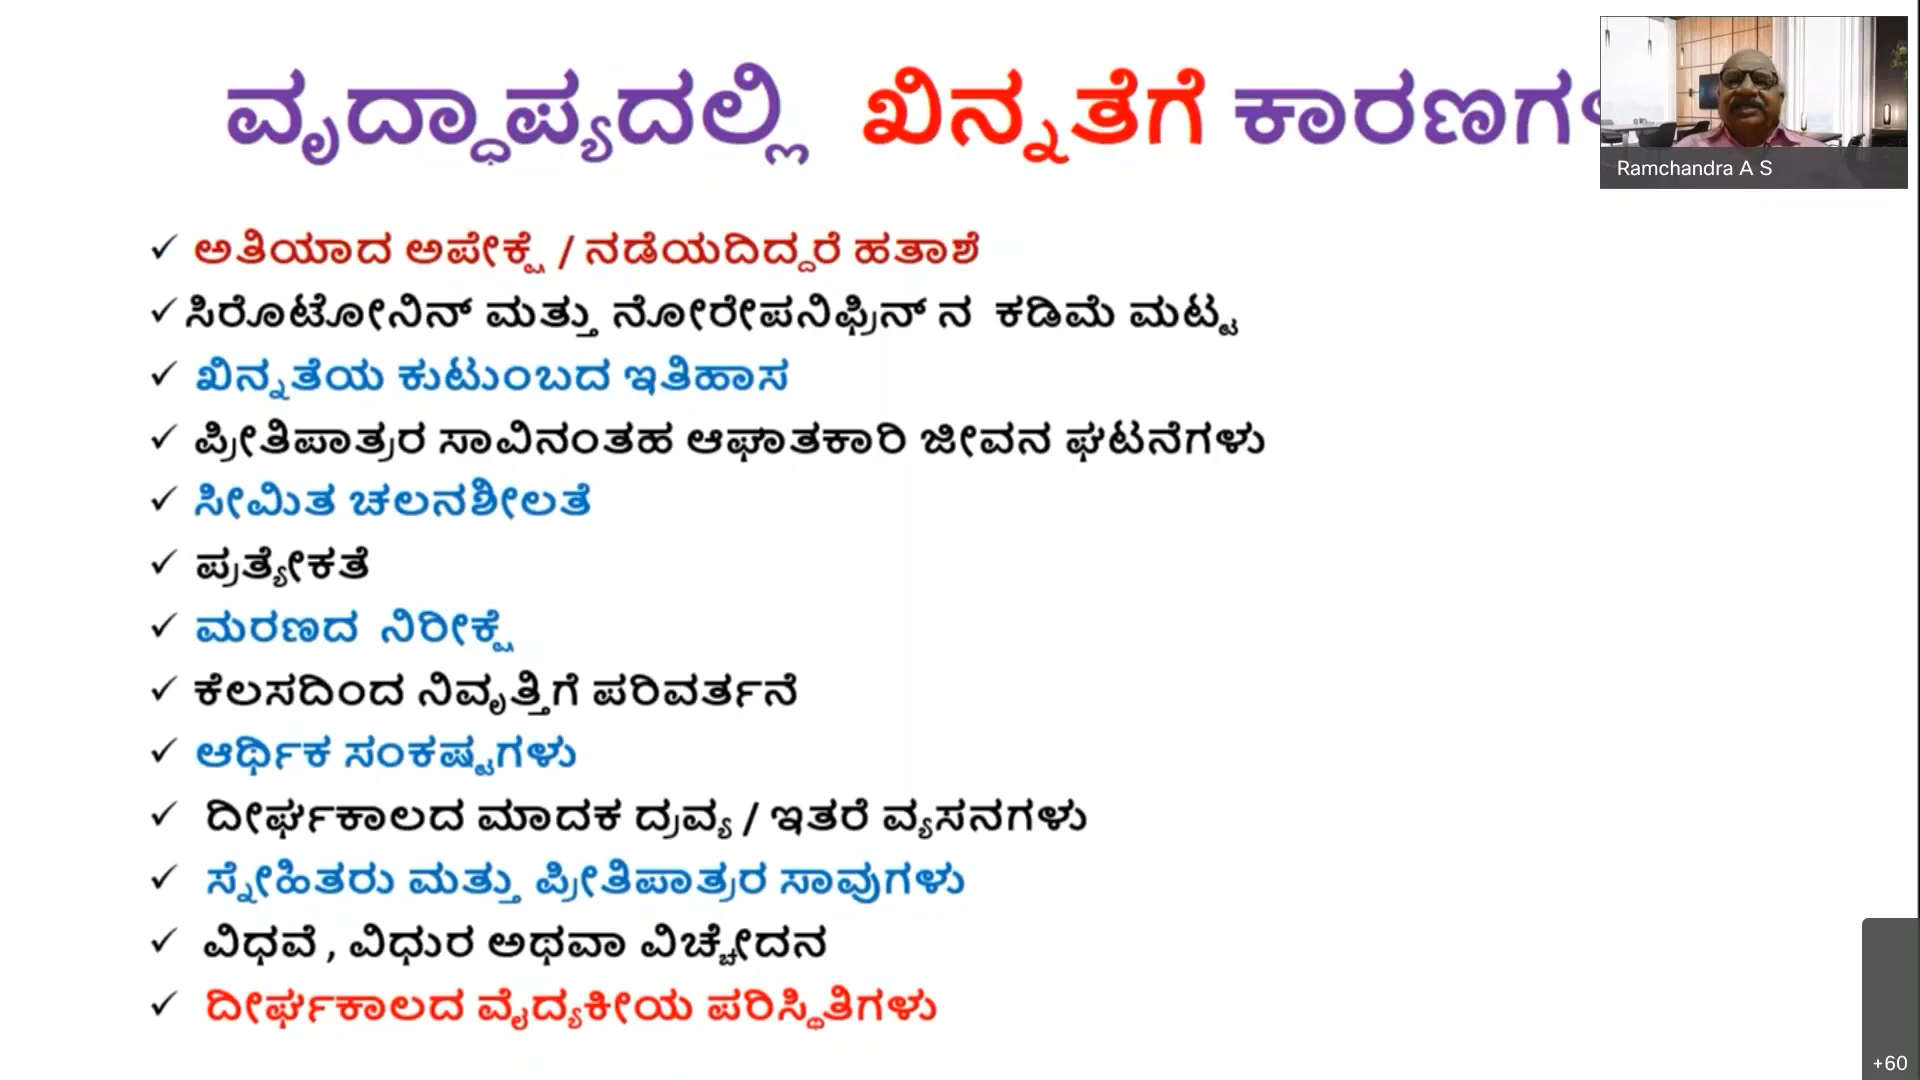 ವೃದ್ಧಾಪ್ಯದಲ್ಲಿ ಖಿನ್ನತೆಗೆ
Ramchandra A S
ಅತಿಯಾದ ಅಪೇಕ್ಷೆ / ನಡೆಯದಿದ್ದರೆ ಹತಾಶೆ
ಸಿರೊಟೋನಿನ್ ಮತ್ತು ನೋರೇಪನಿಫ್ರಿನ್ ನ ಕಡಿಮೆ ಮಟ್ಟ
ಖಿನ್ನತೆಯ ಕುಟುಂಬದ ಇತಿಹಾಸ
ಪ್ರೀತಿಪಾತ್ರರ ಸಾವಿನಂತಹ ಆಘಾತಕಾರಿ ಜೀವನ ಘಟನೆಗಳು
ಸೀಮಿತ ಚಲನಶೀಲತೆ
ಪ್ರತ್ಯೇಕತೆ
ಮರಣದ ನಿರೀಕ್ಷೆ
ಕೆಲಸದಿಂದ ನಿವೃತ್ತಿಗೆ ಪರಿವರ್ತನೆ
ಆರ್ಥಿಕ ಸಂಕಷ್ಟಗಳು
ದೀರ್ಘಕಾಲದ ಮಾದಕ ದ್ರವ್ಯ / ಇತರೆ ವ್ಯಸನಗಳು
ಸ್ನೇಹಿತರು ಮತ್ತು ಪ್ರೀತಿಪಾತ್ರರ ಸಾವುಗಳು
ವಿಧವೆ , ವಿಧುರ ಅಥವಾ ವಿಚ್ಚೇದನ
ದೀರ್ಘಕಾಲದ ವೈದ್ಯಕೀಯ ಪರಿಸ್ಥಿತಿಗಳು
+60